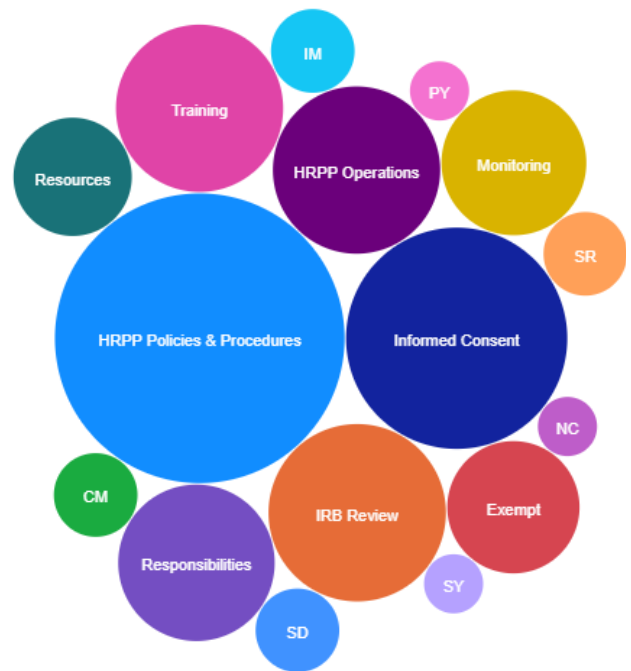 IM
Training
PY
HRPP Operations
Monitoring
Resources
SR
HRPP Policies & Procedures
Informed Consent
NC
CM
Exempt
IRB Review
Responsibilities
SY
SD